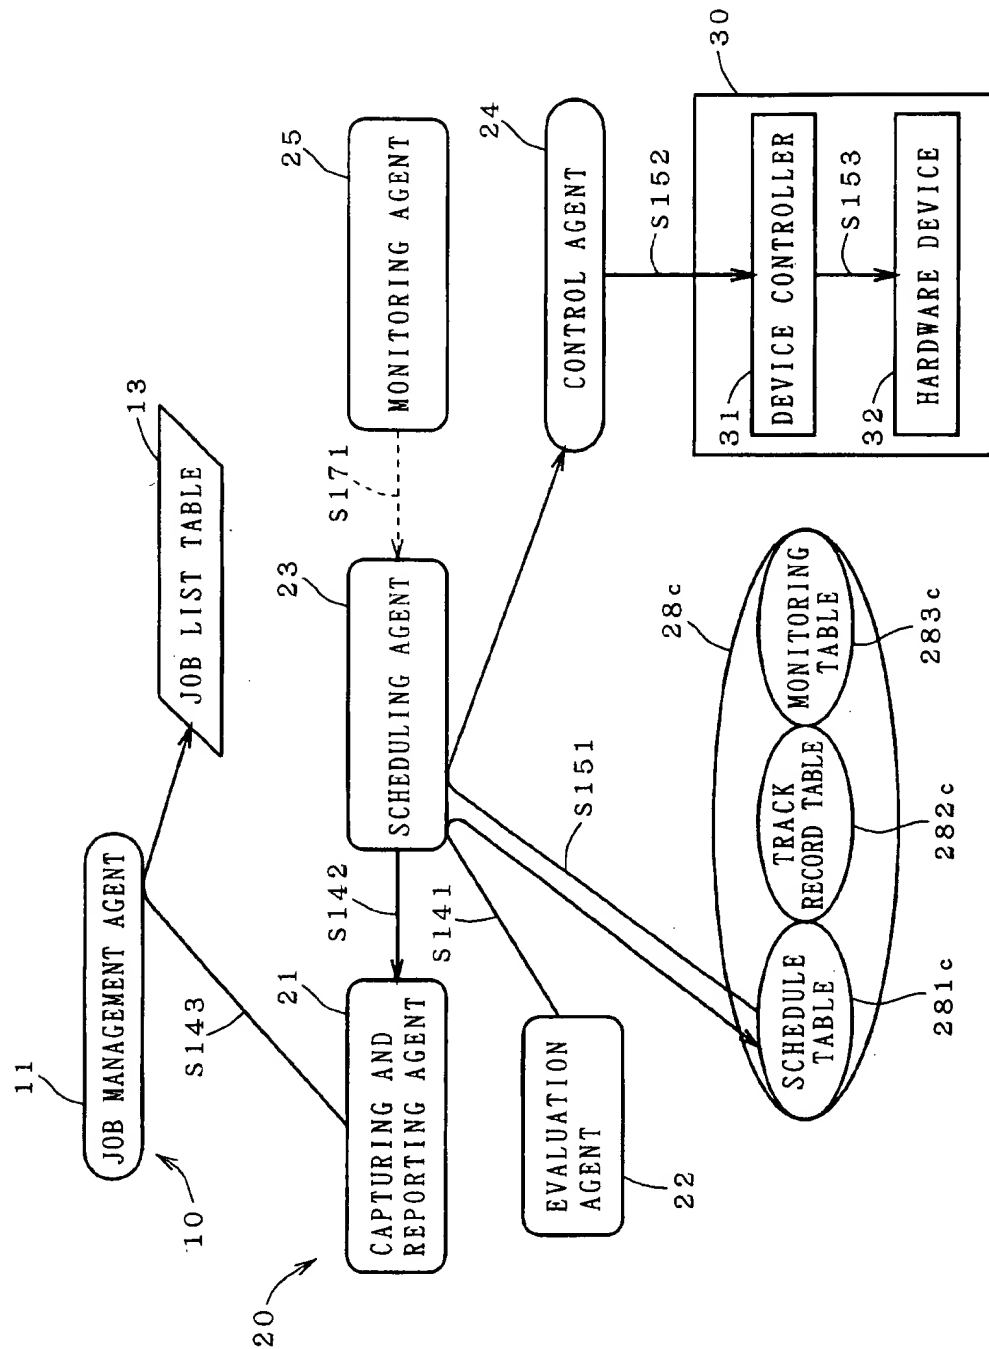 11
JOB MANAGEMENT AGENT
10
13
JOB LIST TABLE
S143
20
21
CAPTURING AND
REPORTING AGENT
S142
23
SCHEDULING AGENT
S171
25
MONITORING AGENT
S141
EVALUATION
AGENT
22
24
CONTROL AGENT
S151
S152
30
31
DEVICE CONTROLLER
S153
32
HARDWARE DEVICE
28c
SCHEDULE
TABLE
281c
TRACK
RECORD TABLE
282c
MONITORING
TABLE
283c